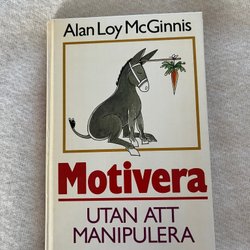 Alan Loy McGinnis
Motivera
UTAN ATT
MANIPULERA